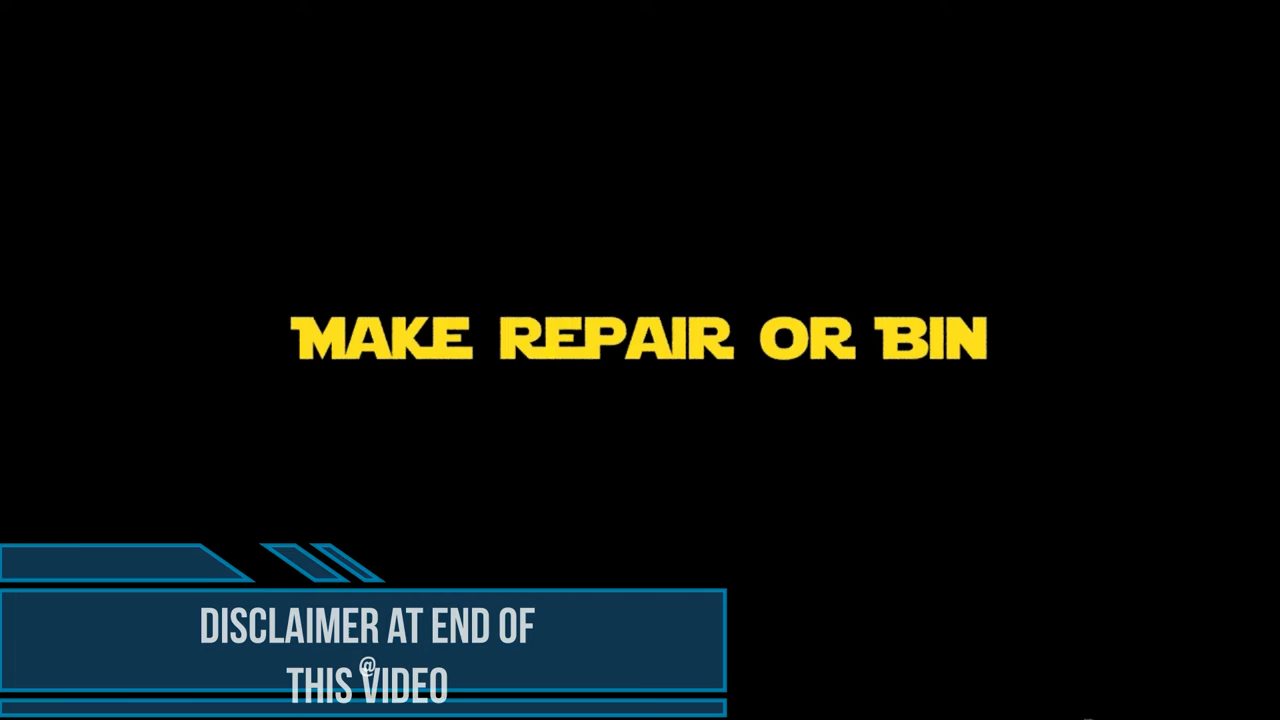 MAKE REPAIR OR BIN
DISCLAIMER AT END OF
@
THIS VIDEO